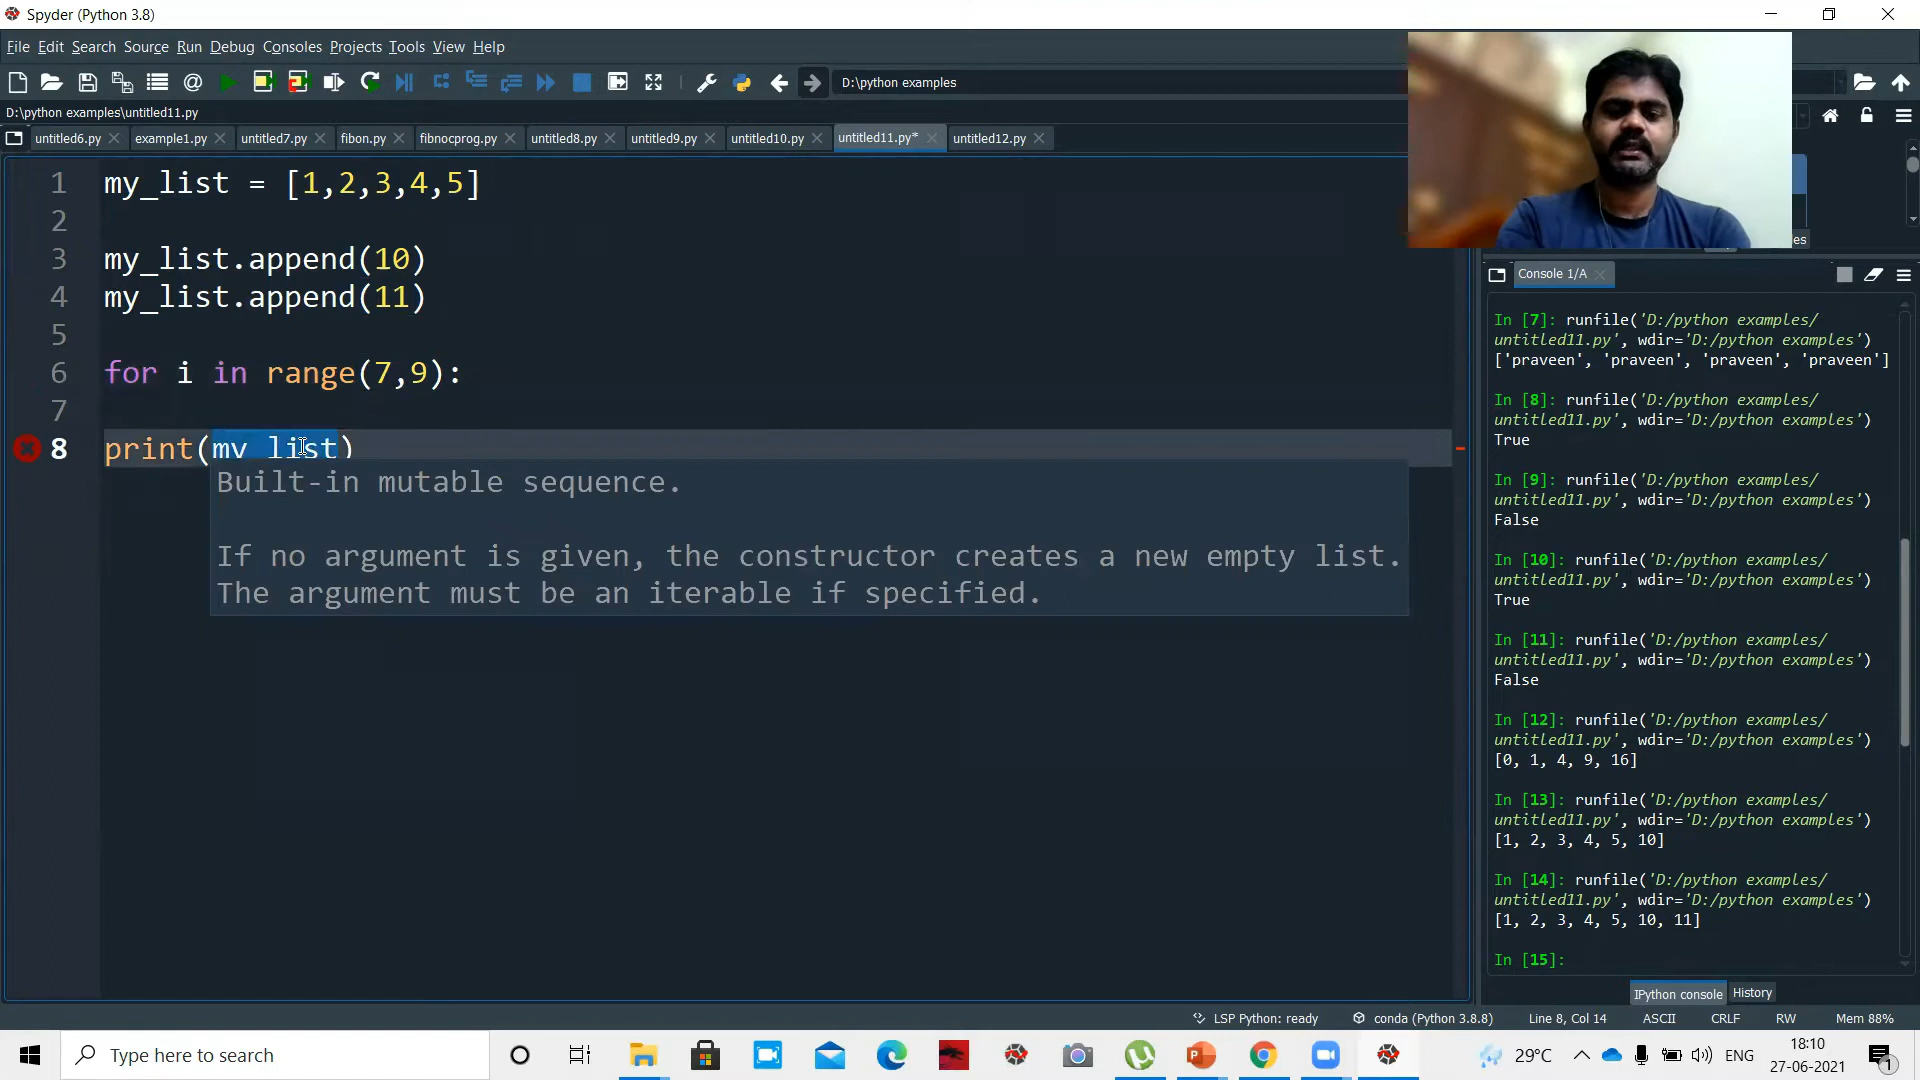 Spyder (Python 3.8)
File Edit Search Source Run Debug Consoles Projects Tools View Help
D:\python examples
D:\python examples\untitled11.py
untitled6.py example1.py untitled7.py fibon.py fibnocprog.py untitled8.py untitled9.py untitled10.py untitled11.py* untitled12.py
1 my_list = [1,2,3,4,5]
2
3 my_list.append(10)
4 my_list.append(11)
5
6 for i in range(7,9):
7
8 print(my_list)
Built-in mutable sequence.
If no argument is given, the constructor creates a new empty list.
The argument must be an iterable if specified.
Console 1/A
In [7]: runfile('D:/python examples/
untitled11.py', wdir='D:/python examples')
['praveen', 'praveen', 'praveen', 'praveen']
In [8]: runfile('D:/python examples/
untitled11.py', wdir='D:/python examples')
True
In [9]: runfile('D:/python examples/
untitled11.py', wdir='D:/python examples')
False
In [10]: runfile('D:/python examples/
untitled11.py', wdir='D:/python examples')
True
In [11]: runfile('D:/python examples/
untitled11.py', wdir='D:/python examples')
False
In [12]: runfile('D:/python examples/
untitled11.py', wdir='D:/python examples')
[0, 1, 4, 9, 16]
In [13]: runfile('D:/python examples/
untitled11.py', wdir='D:/python examples')
[1, 2, 3, 4, 5, 10]
In [14]: runfile('D:/python examples/
untitled11.py', wdir='D:/python examples')
[1, 2, 3, 4, 5, 10, 11]
In [15]:
IPython console History
LSP Python: ready conda (Python 3.8.8) Line 8, Col 14 ASCII CRLF RW Mem 88%
Type here to search
29°C ENG 18:10
27-06-2021
1